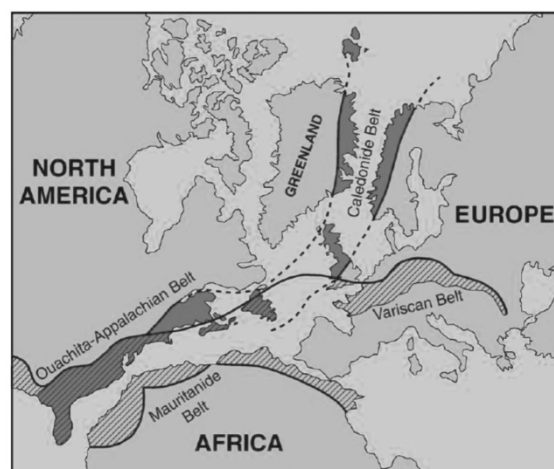 NORTH
AMERICA
GREENLAND
Caledonide Belt
EUROPE
Ouachita-Appalachian Belt
Variscan Belt
Mauritanide
Belt
AFRICA